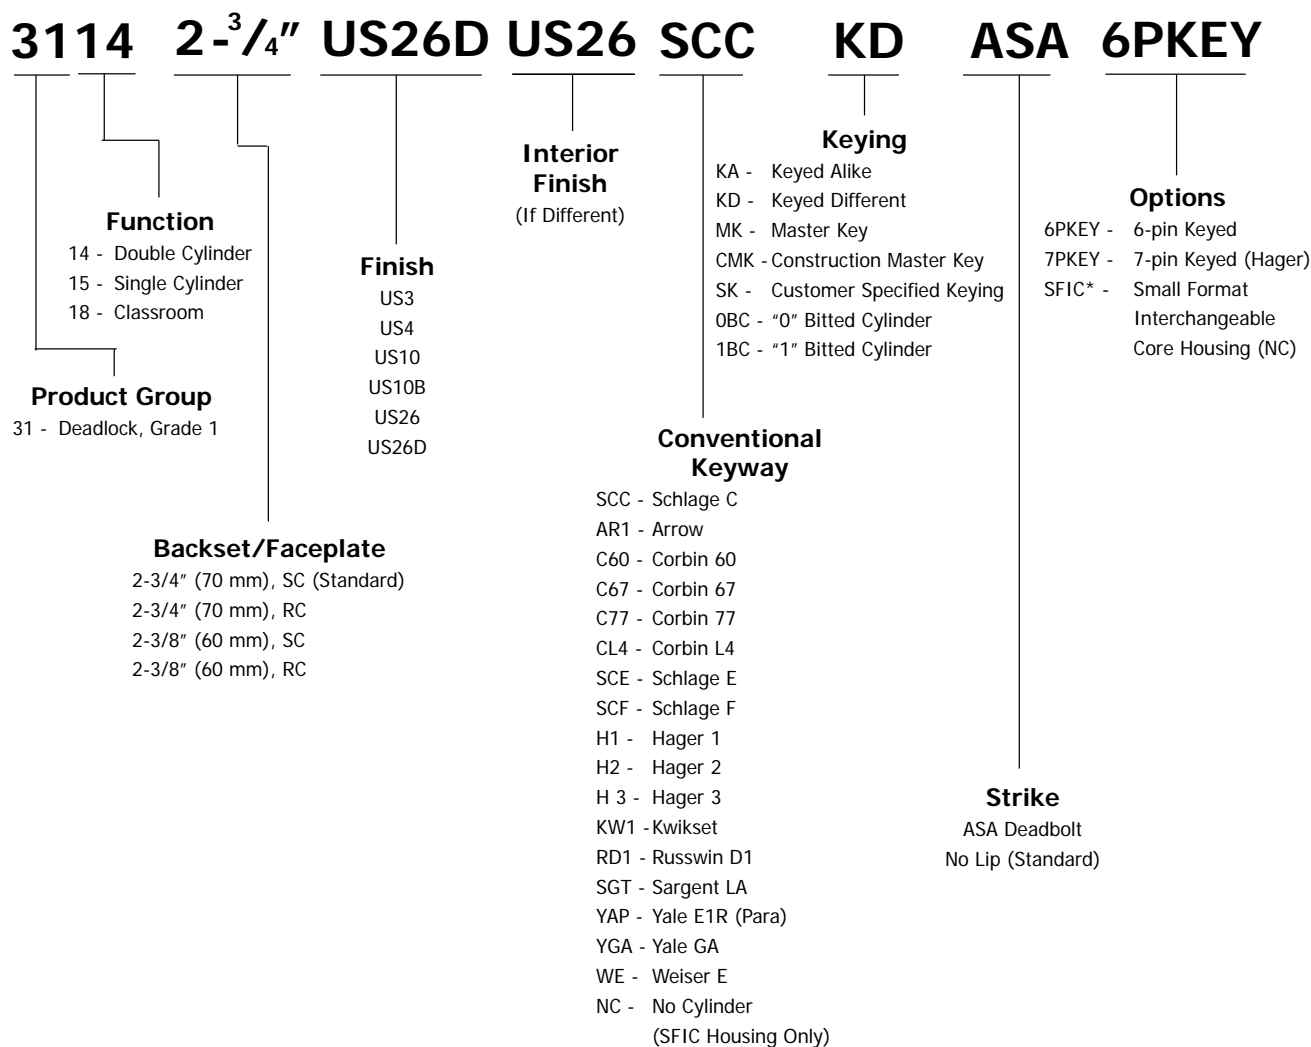 3114 2-3/4" US26D US26 SCC KD ASA 6PKEY
Function
14 - Double Cylinder
15 - Single Cylinder
18 - Classroom
Product Group
31 - Deadlock, Grade 1
Backset/Faceplate
2-3/4" (70 mm), SC (Standard)
2-3/4" (70 mm), RC
2-3/8" (60 mm), SC
2-3/8" (60 mm), RC
Finish
US3
US4
US10
US10B
US26
US26D
Interior
Finish
(If Different)
Conventional
Keyway
SCC - Schlage C
AR1 - Arrow
C60 - Corbin 60
C67 - Corbin 67
C77 - Corbin 77
CL4 - Corbin L4
SCE - Schlage E
SCF - Schlage F
H1 - Hager 1
H2 - Hager 2
H 3 - Hager 3
KW1 - Kwikset
RD1 - Russwin D1
SGT - Sargent LA
YAP - Yale E1R (Para)
YGA - Yale GA
WE - Weiser E
NC - No Cylinder
(SFIC Housing Only)
Keying
KA - Keyed Alike
KD - Keyed Different
MK - Master Key
CMK - Construction Master Key
SK - Customer Specified Keying
0BC - “0” Bitted Cylinder
1BC - “1” Bitted Cylinder
Strike
ASA Deadbolt
No Lip (Standard)
Options
6PKEY - 6-pin Keyed
7PKEY - 7-pin Keyed (Hager)
SFIC* - Small Format
Interchangeable
Core Housing (NC)